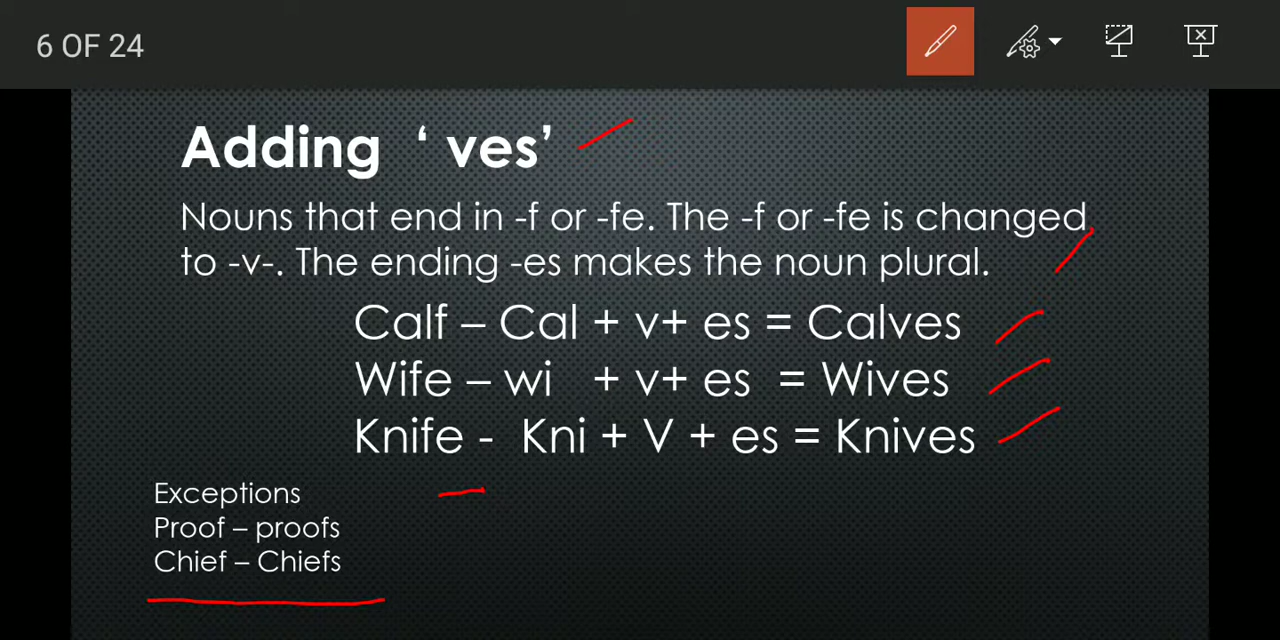 6 OF 24
Adding ‘ ves’
Nouns that end in -f or -fe. The -f or -fe is changed
to -v-. The ending -es makes the noun plural.
Calf – Cal + v+ es = Calves
Wife – wi + v+ es = Wives
Knife - Kni + V + es = Knives
Exceptions
Proof – proofs
Chief – Chiefs